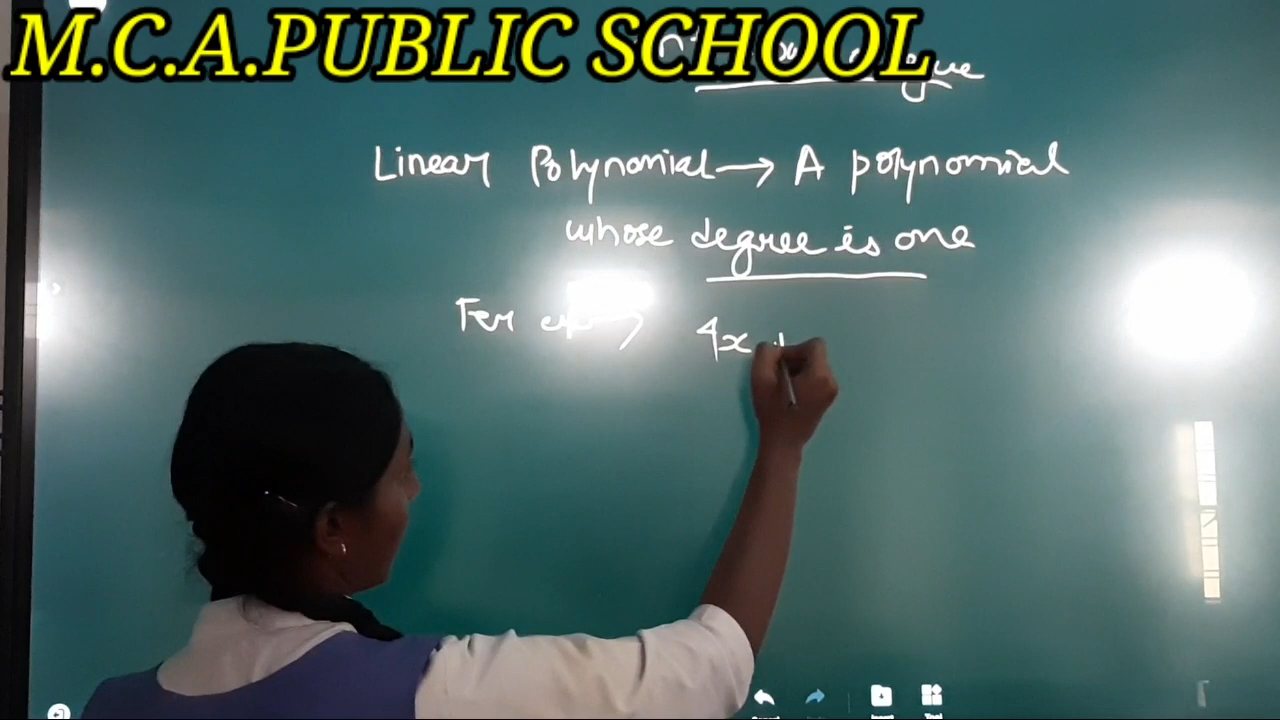 M.C.A.PUBLIC SCHOOL
Linear Polynomial → A polynomial
whose degree is one
For → 4x +